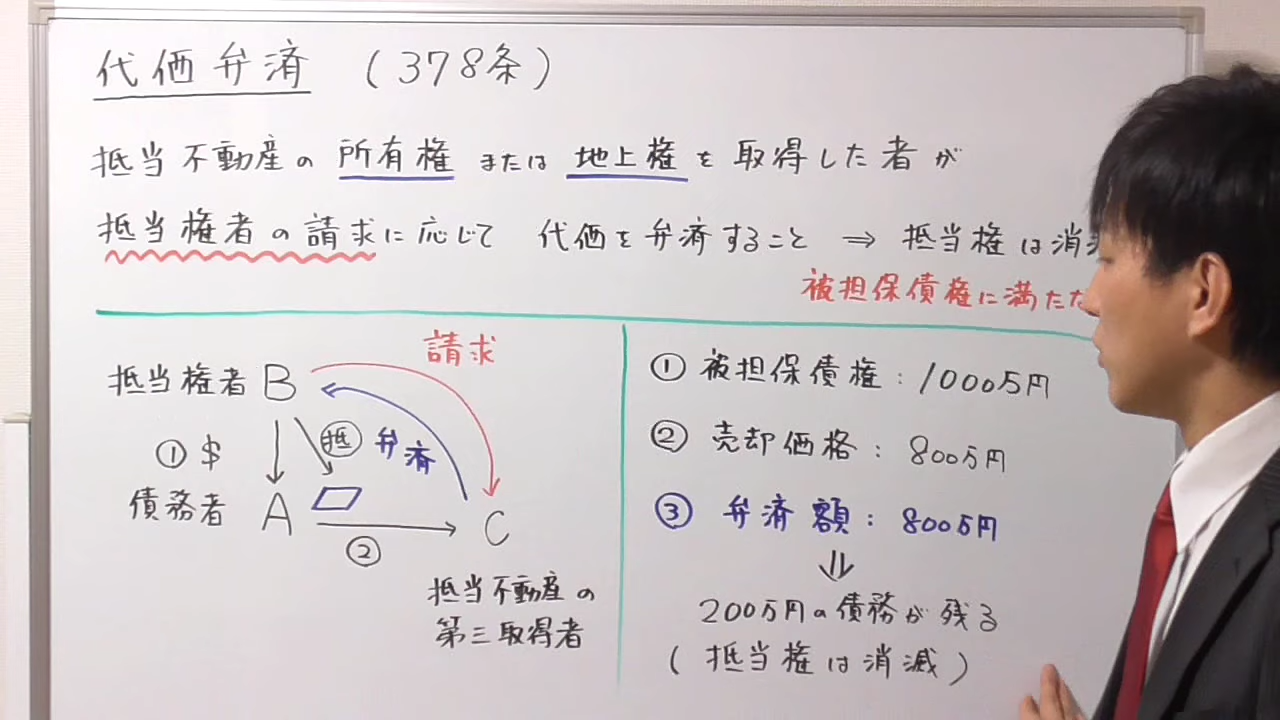 代価弁済 (378条)
抵当不動産の所有権または地上権を取得した者が
抵当権者の請求に応じて 代価を弁済すること ⇒ 抵当権は消
被担保債権に満たな
請求
抵当権者 B
抵
弁済
① $
債務者 A
C
②
抵当不動産の
第三取得者
① 被担保債権: 1000万円
② 売却価格: 800万円
③ 弁済額: 800万円
⇓
200万円の債務が残る
(抵当権は消滅)